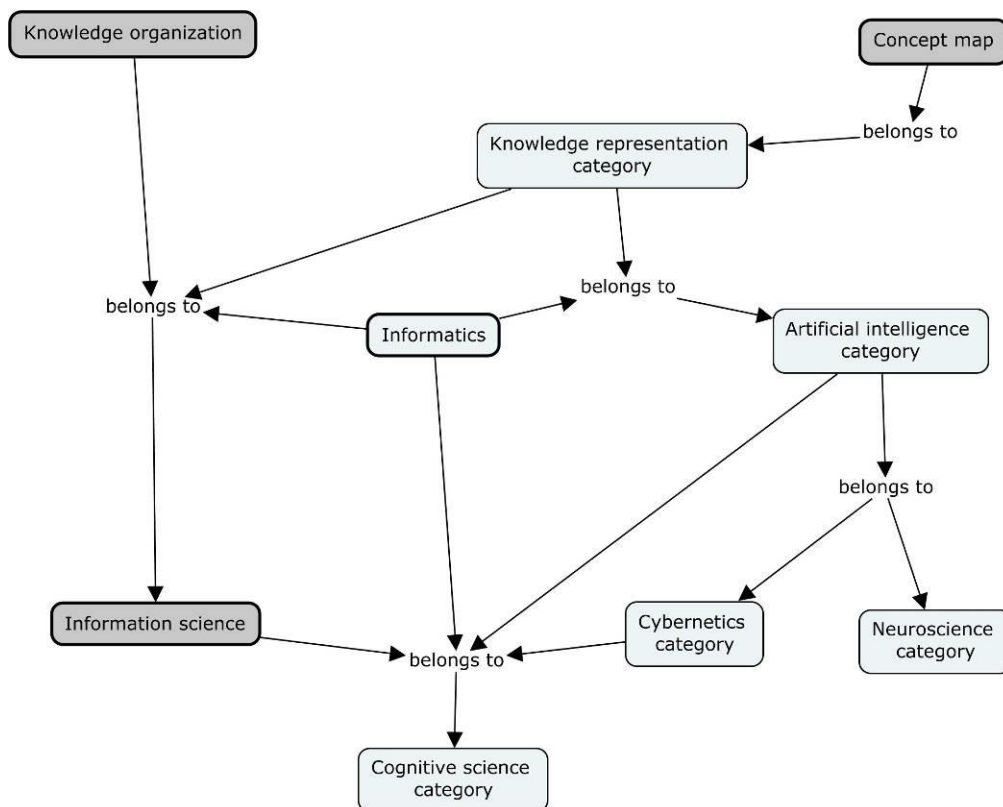 Knowledge organization
Concept map
belongs to
Knowledge representation
category
belongs to
belongs to
Informatics
Artificial intelligence
category
belongs to
Information science
Cybernetics
category
Neuroscience
category
belongs to
Cognitive science
category